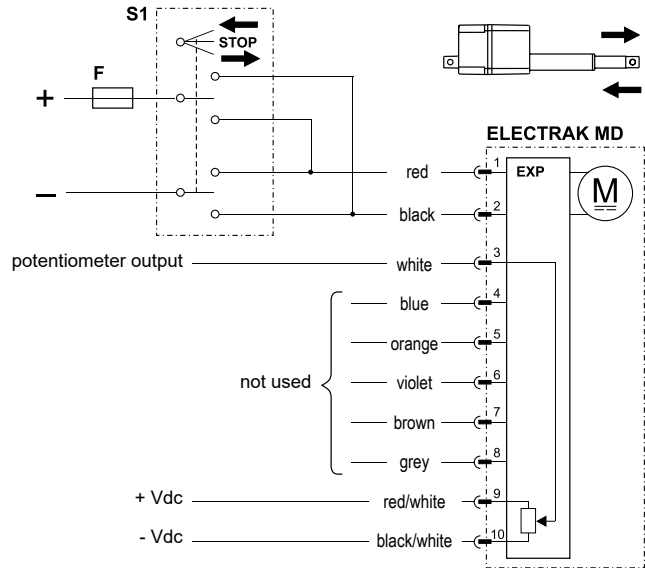 S1
STOP
F
+
−
ELECTRAK MD
EXP
M
red 1
black 2
potentiometer output white 3
blue 4
orange 5
not used
violet 6
brown 7
grey 8
+ Vdc red/white 9
- Vdc black/white 10